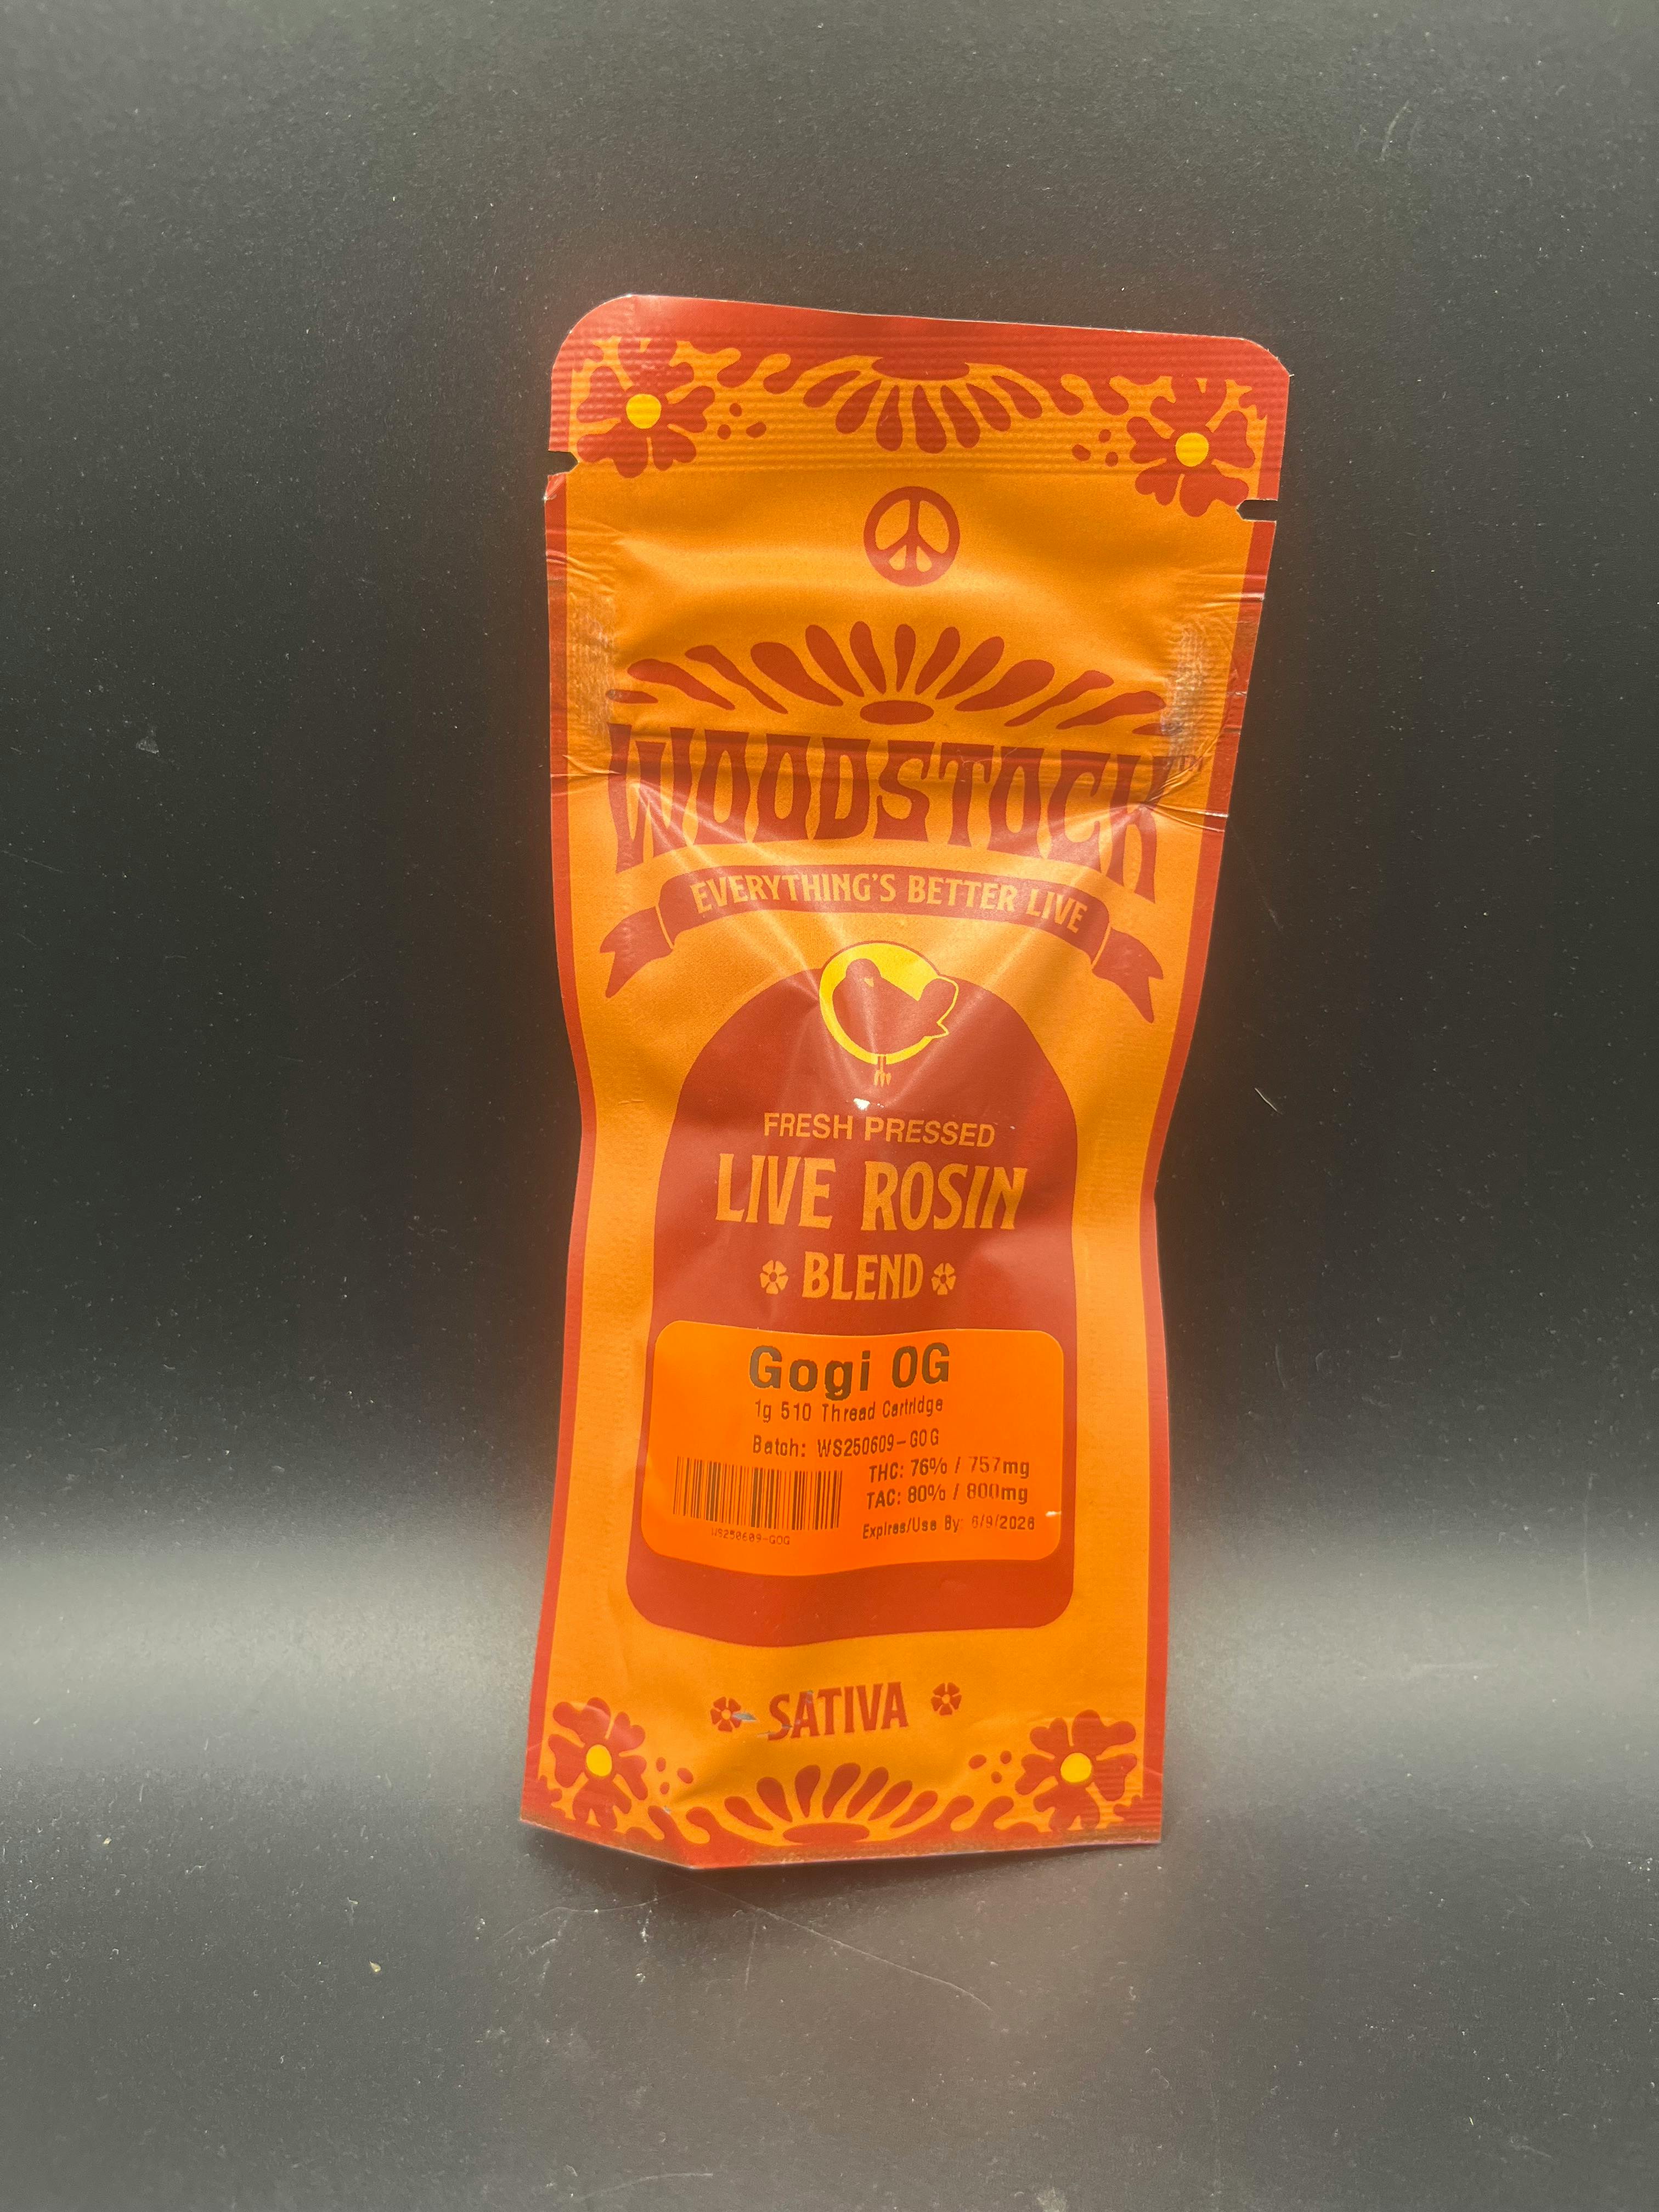 WOODSTOCK™
EVERYTHING'S BETTER LIVE
FRESH PRESSED
LIVE ROSIN
BLEND
Gogi OG
1g 510 Thread Cartridge
Batch: WS250609-GOG
THC: 76% / 757mg
TAC: 80% / 800mg
Expires/Use By: 6/9/2026
WS250609-GOG
SATIVA